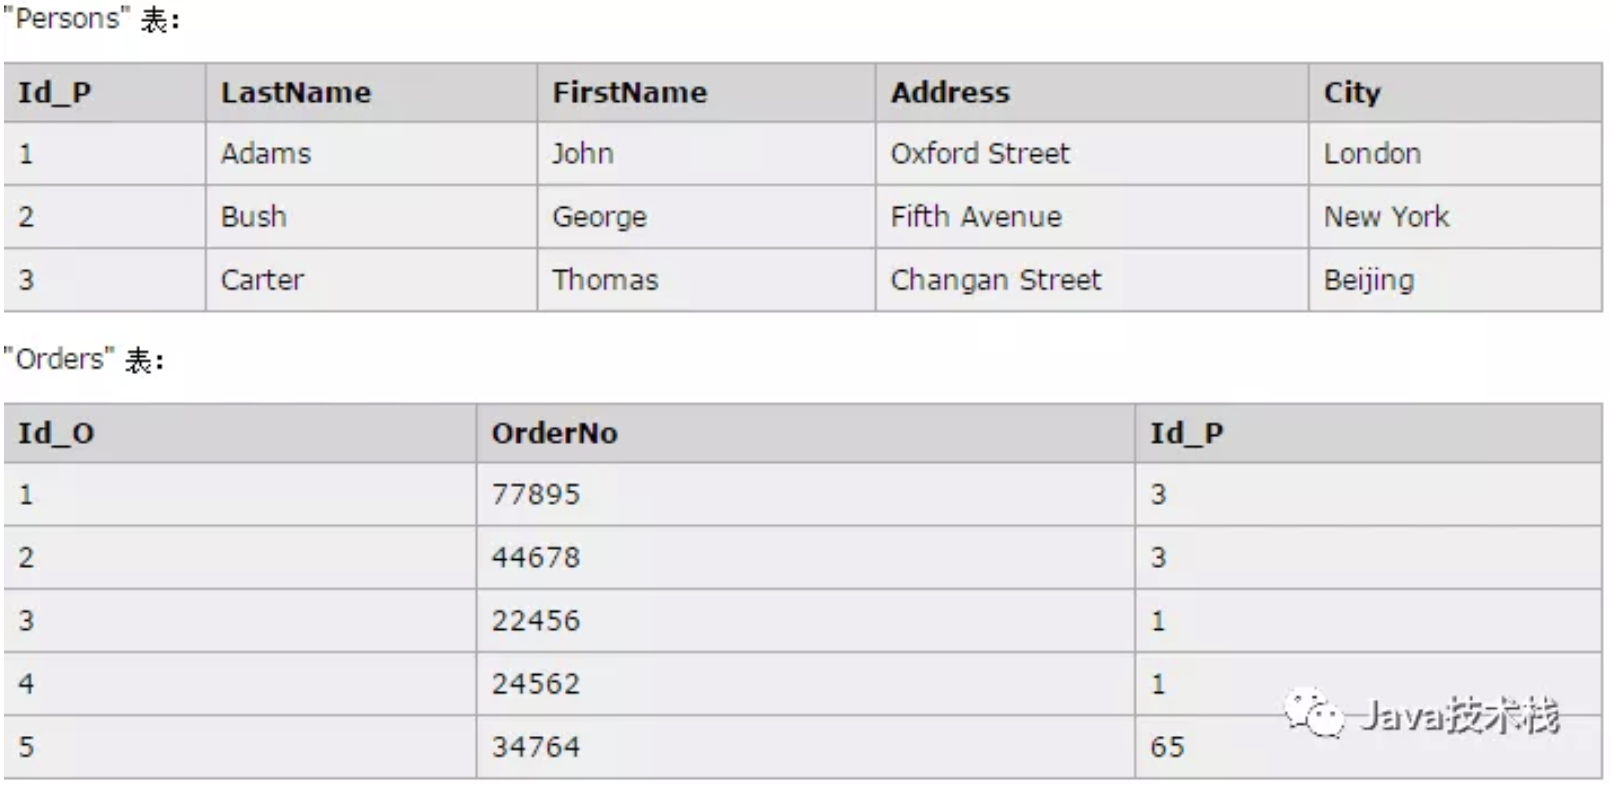 "Persons" 表：
Id_P LastName FirstName Address City
1 Adams John Oxford Street London
2 Bush George Fifth Avenue New York
3 Carter Thomas Changan Street Beijing
"Orders" 表：
Id_O OrderNo Id_P
1 77895 3
2 44678 3
3 22456 1
4 24562 1
Java技术栈
5 34764 65